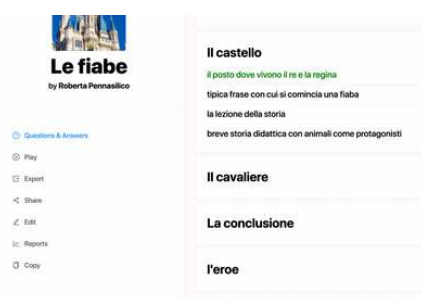 Le fiabe
by Roberta Pennasilico
Questions & Answers
Play
Export
Share
Edit
Reports
Copy
Il castello
il posto dove vivono il re e la regina
tipica frase con cui si comincia una fiaba
la lezione della storia
breve storia didattica con animali come protagonisti
Il cavaliere
La conclusione
l'eroe